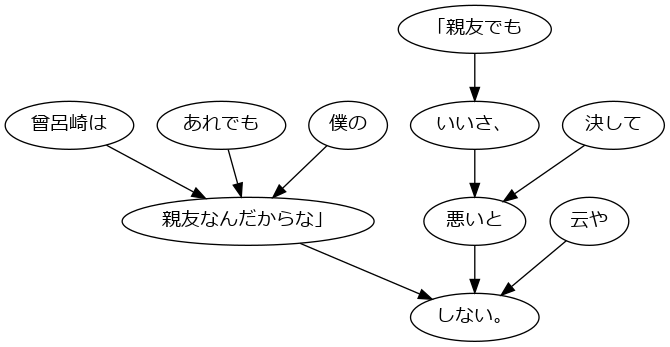 「親友でも
曾呂崎は
あれでも
僕の
いいさ、
決して
親友なんだからな」
悪いと
云や
しない。